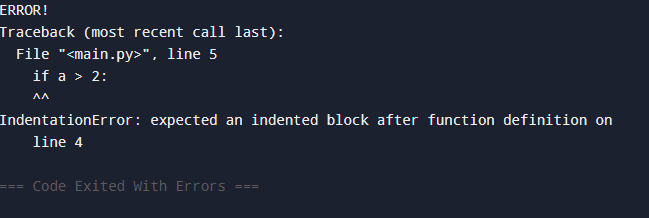 ERROR!
Traceback (most recent call last):
  File "<main.py>", line 5
    if a > 2:
    ^^
IndentationError: expected an indented block after function definition on
    line 4
=== Code Exited With Errors ===